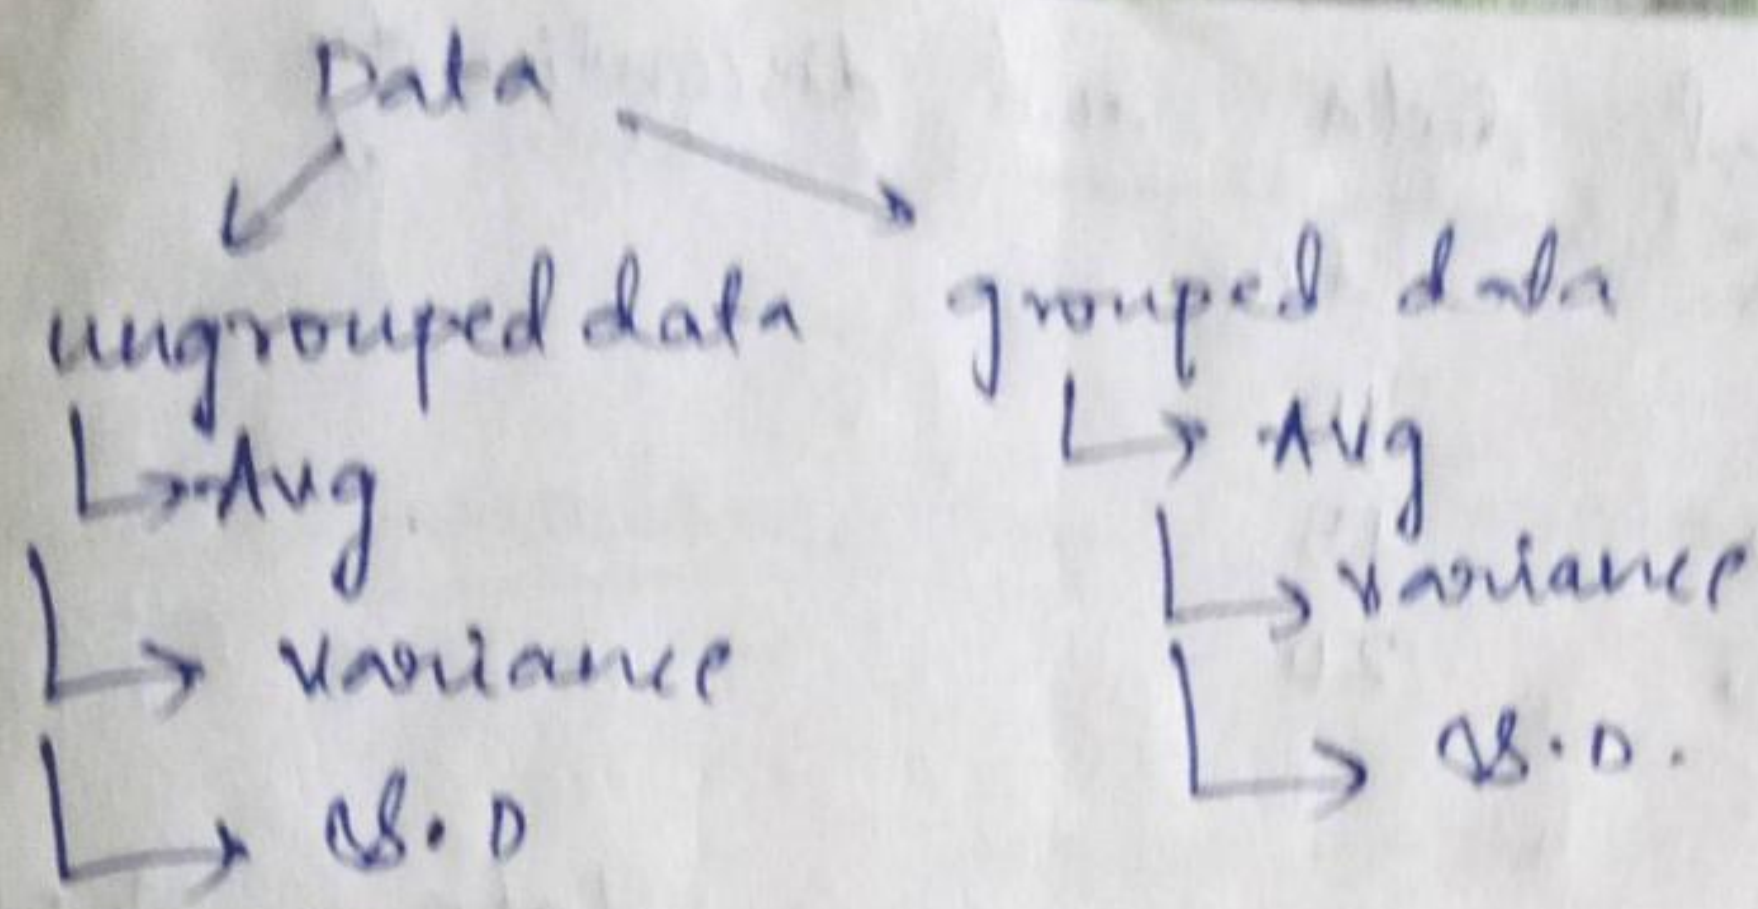 Data
ungrouped data
Avg
Variance
S.D
grouped data
Avg
Variance
S.D.